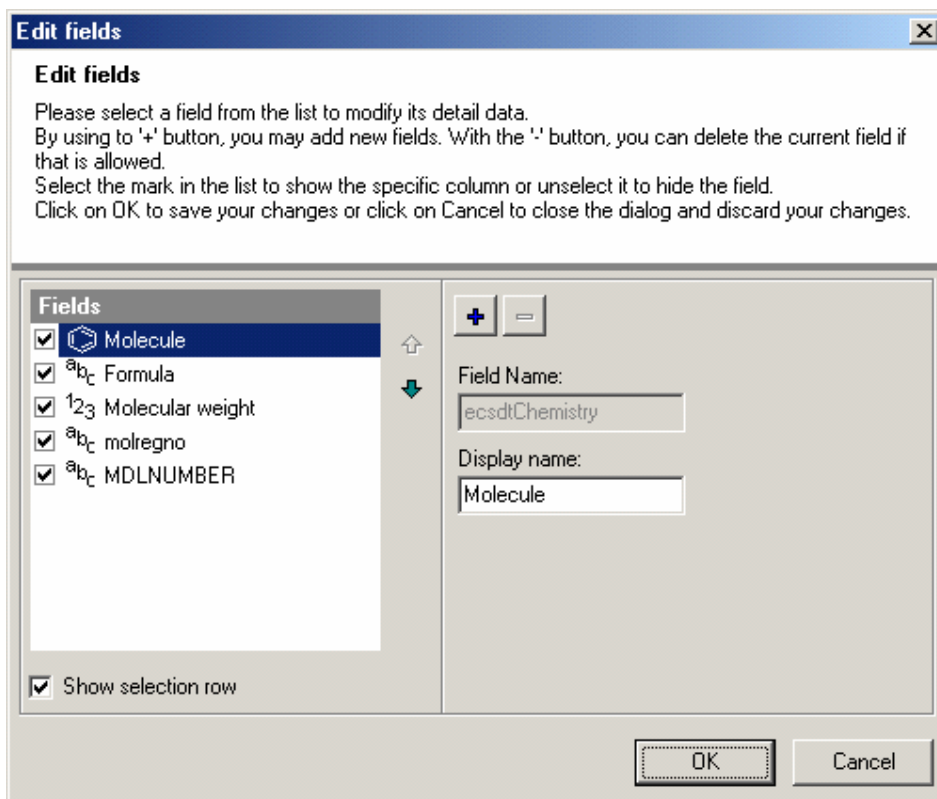 Edit fields
Edit fields
Please select a field from the list to modify its detail data.
By using to '+' button, you may add new fields. With the '-' button, you can delete the current field if
that is allowed.
Select the mark in the list to show the specific column or unselect it to hide the field.
Click on OK to save your changes or click on Cancel to close the dialog and discard your changes.
Fields
Molecule
abc Formula
123 Molecular weight
abc molregno
abc MDLNUMBER
Show selection row
Field Name:
ecsdtChemistry
Display name:
Molecule
OK
Cancel